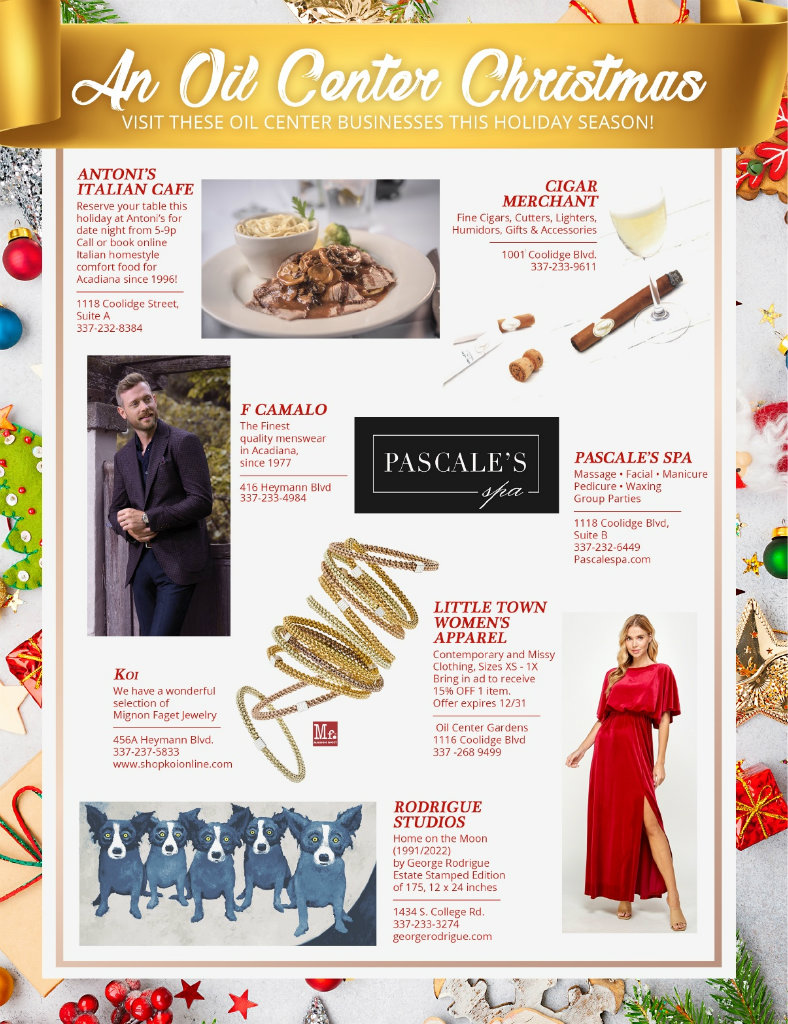 An Oil Center Christmas
VISIT THESE OIL CENTER BUSINESSES THIS HOLIDAY SEASON!
ANTONI'S
ITALIAN CAFE
Reserve your table this
holiday at Antoni's for
date night from 5-9p
Call or book online
Italian homestyle
comfort food for
Acadiana since 1996!
1118 Coolidge Street,
Suite A
337-232-8384
CIGAR
MERCHANT
Fine Cigars, Cutters, Lighters,
Humidors, Gifts & Accessories
1001 Coolidge Blvd.
337-233-9611
F CAMALO
The Finest
quality menswear
in Acadiana,
since 1977
416 Heymann Blvd
337-233-4984
PASCALE'S
spa
PASCALE'S SPA
Massage • Facial • Manicure
Pedicure • Waxing
Group Parties
1118 Coolidge Blvd,
Suite B
337-232-6449
Pascalespa.com
LITTLE TOWN
WOMEN'S
APPAREL
Contemporary and Missy
Clothing, Sizes XS - 1X
Bring in ad to receive
15% OFF 1 item.
Offer expires 12/31
Oil Center Gardens
1116 Coolidge Blvd
337 -268 9499
KOI
We have a wonderful
selection of
Mignon Faget Jewelry
456A Heymann Blvd.
337-237-5833
www.shopkoionline.com
RODRIGUE
STUDIOS
Home on the Moon
(1991/2022)
by George Rodrigue
Estate Stamped Edition
of 175, 12 x 24 inches
1434 S. College Rd.
337-233-3274
georgerodrigue.com